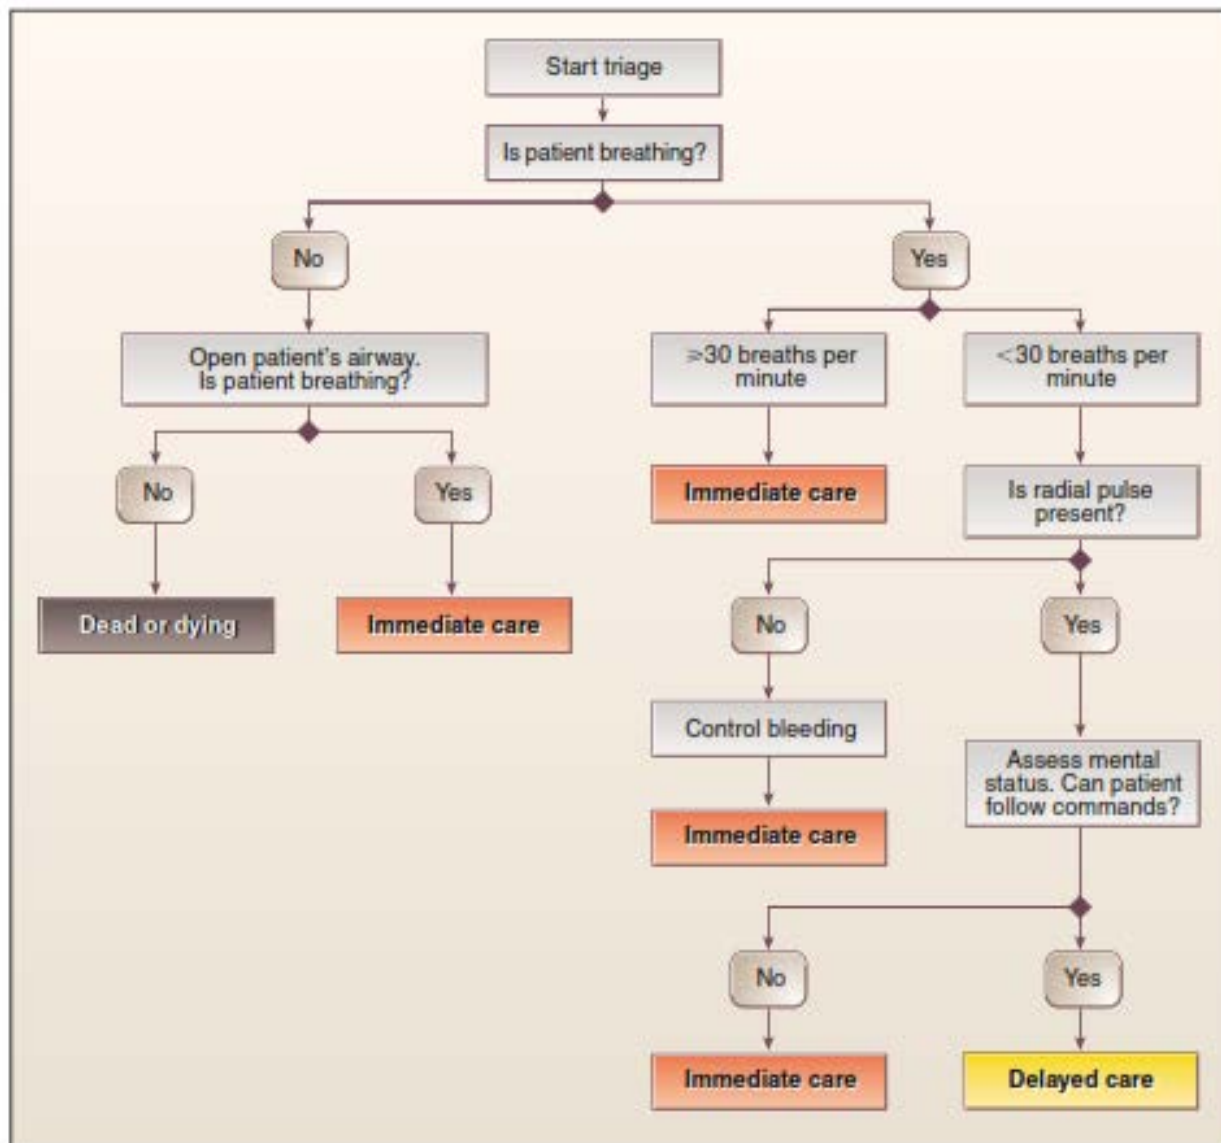 Start triage
Is patient breathing?
No
Yes
Open patient's airway.
Is patient breathing?
≥30 breaths per
minute
<30 breaths per
minute
No
Yes
Immediate care
Is radial pulse
present?
Dead or dying
Immediate care
No
Yes
Control bleeding
Assess mental
status. Can patient
follow commands?
Immediate care
No
Yes
Immediate care
Delayed care